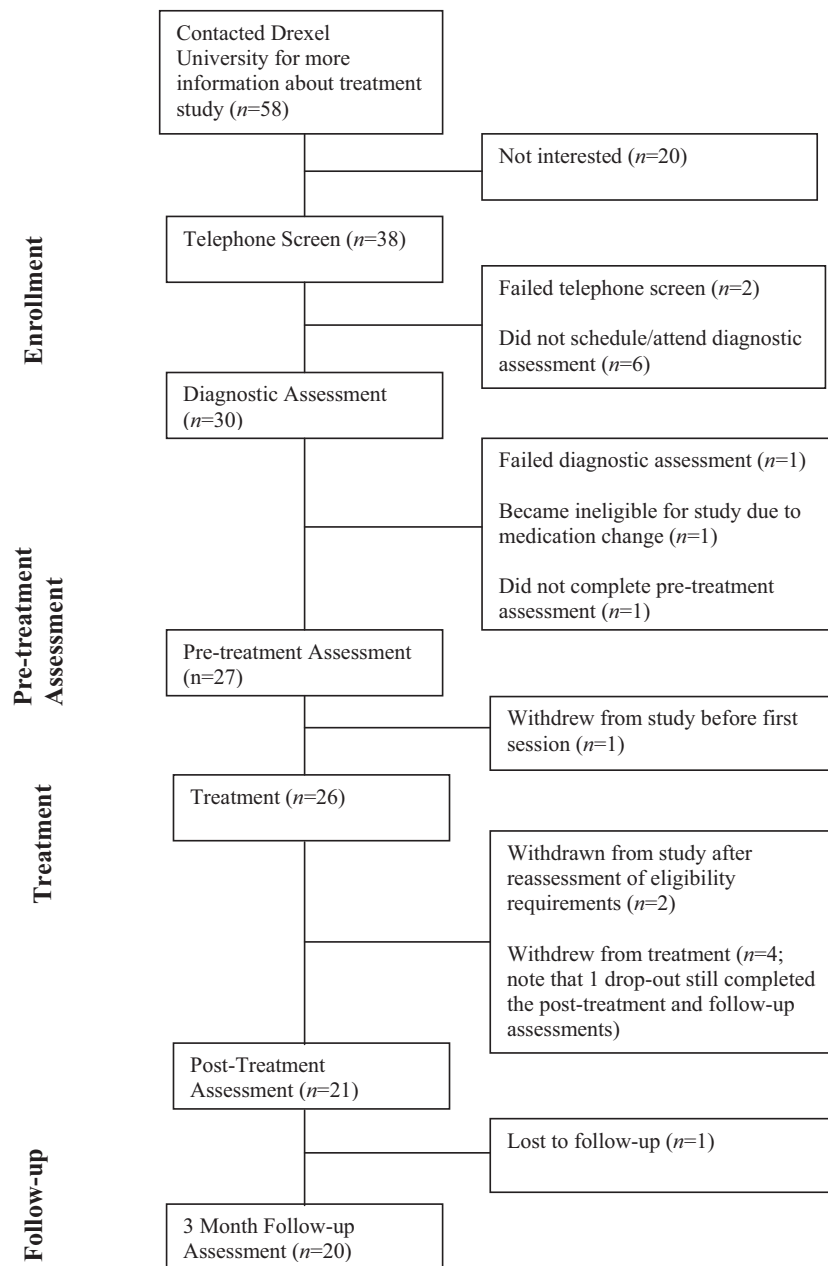 Contacted Drexel
University for more
information about treatment
study (n=58)
Not interested (n=20)
Enrollment
Telephone Screen (n=38)
Failed telephone screen (n=2)
Did not schedule/attend diagnostic
assessment (n=6)
Diagnostic Assessment
(n=30)
Failed diagnostic assessment (n=1)
Became ineligible for study due to
medication change (n=1)
Did not complete pre-treatment
assessment (n=1)
Pre-treatment
Assessment
Pre-treatment Assessment
(n=27)
Withdrew from study before first
session (n=1)
Treatment
Treatment (n=26)
Withdrawn from study after
reassessment of eligibility
requirements (n=2)
Withdrew from treatment (n=4;
note that 1 drop-out still completed
the post-treatment and follow-up
assessments)
Post-Treatment
Assessment (n=21)
Follow-up
Lost to follow-up (n=1)
3 Month Follow-up
Assessment (n=20)